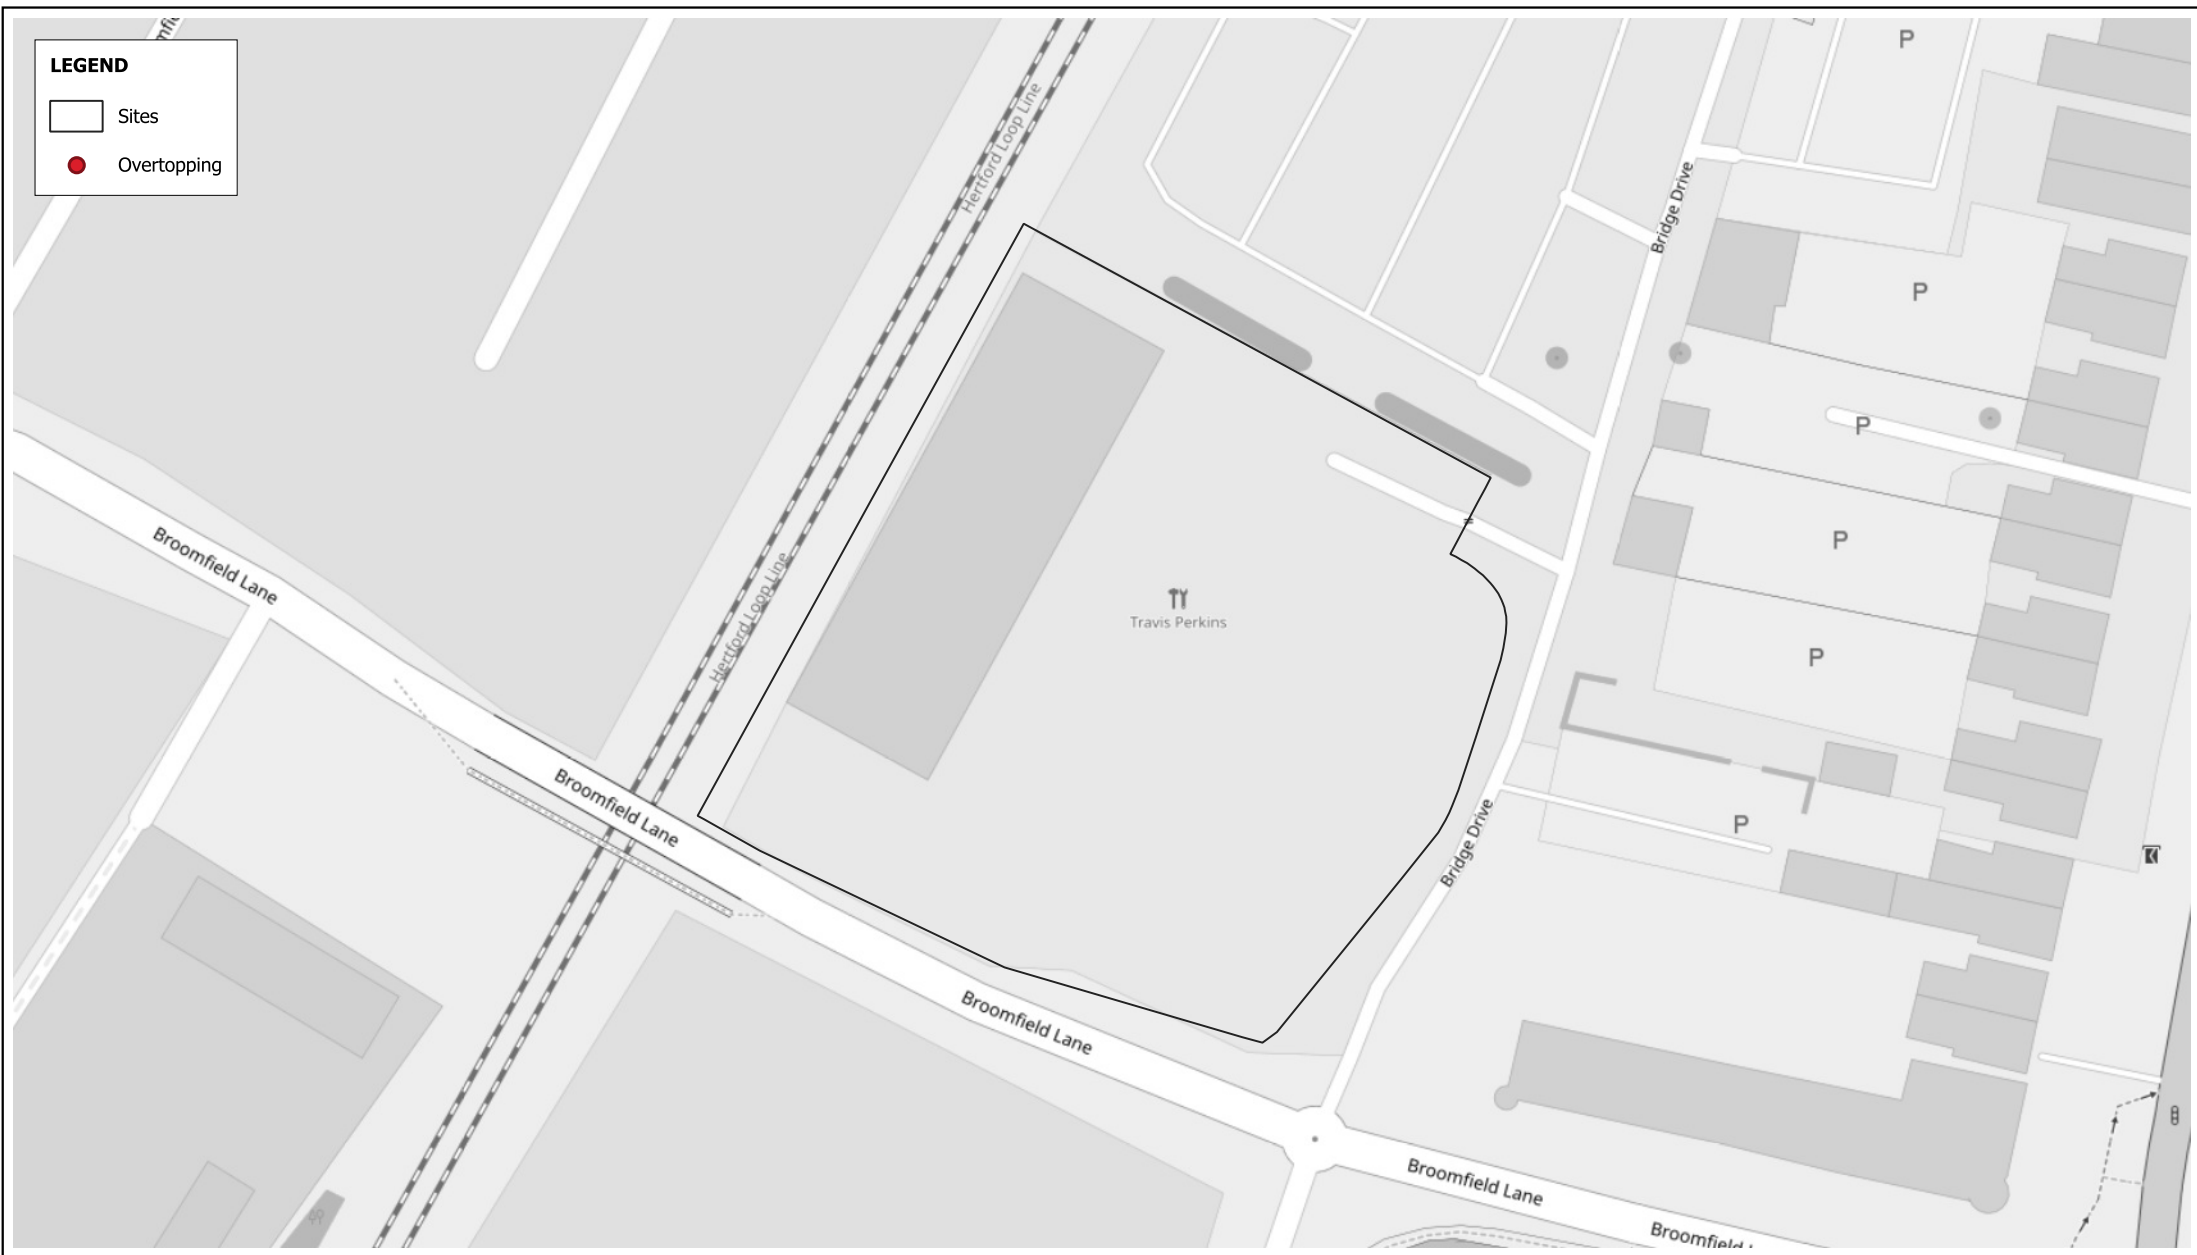 LEGEND
Sites
Overtopping
Hertford Loop Line
Bridge Drive
P
P
P
P
P
P
Broomfield Lane
Hertford Loop Line
Travis Perkins
Broomfield Lane
Bridge Drive
Broomfield Lane
Broomfield Lane
Broomfield